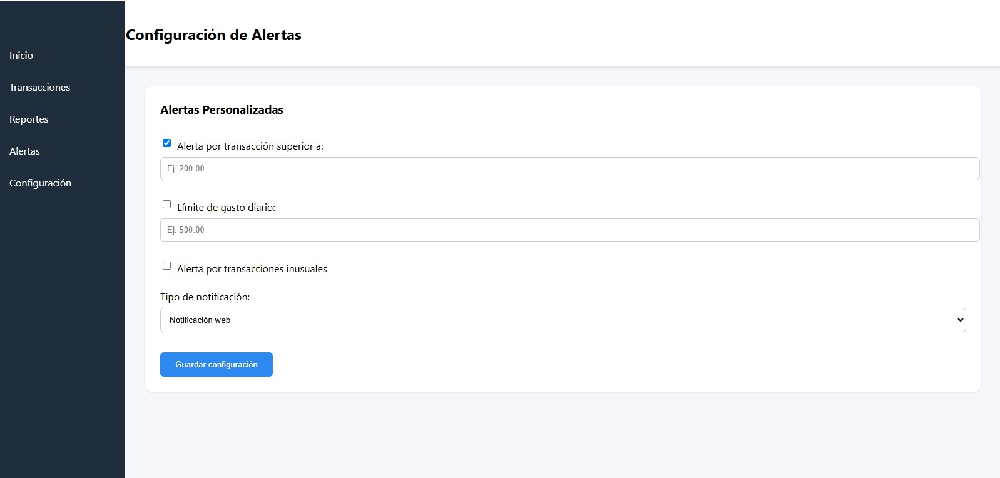 Configuración de Alertas
Inicio
Transacciones
Reportes
Alertas
Configuración
Alertas Personalizadas
Alerta por transacción superior a:
Ej. 200.00
Límite de gasto diario:
Ej. 500.00
Alerta por transacciones inusuales
Tipo de notificación:
Notificación web
Guardar configuración